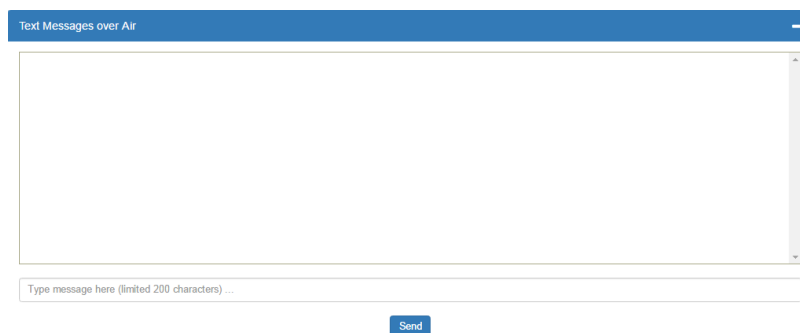 Text Messages over Air
Type message here (limited 200 characters) ...
Send